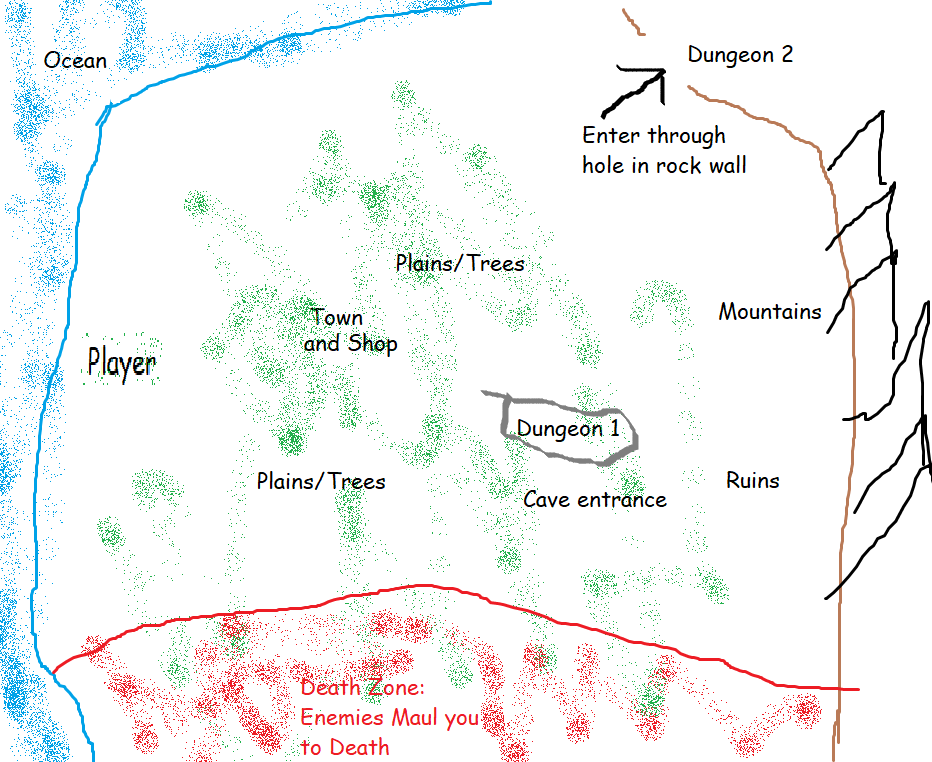 Dungeon 2
Ocean
Enter through
hole in rock wall
Plains/Trees
Mountains
Town
and Shop
Player
Dungeon 1
Plains/Trees
Ruins
Cave entrance
Death Zone:
Enemies Maul you
to Death